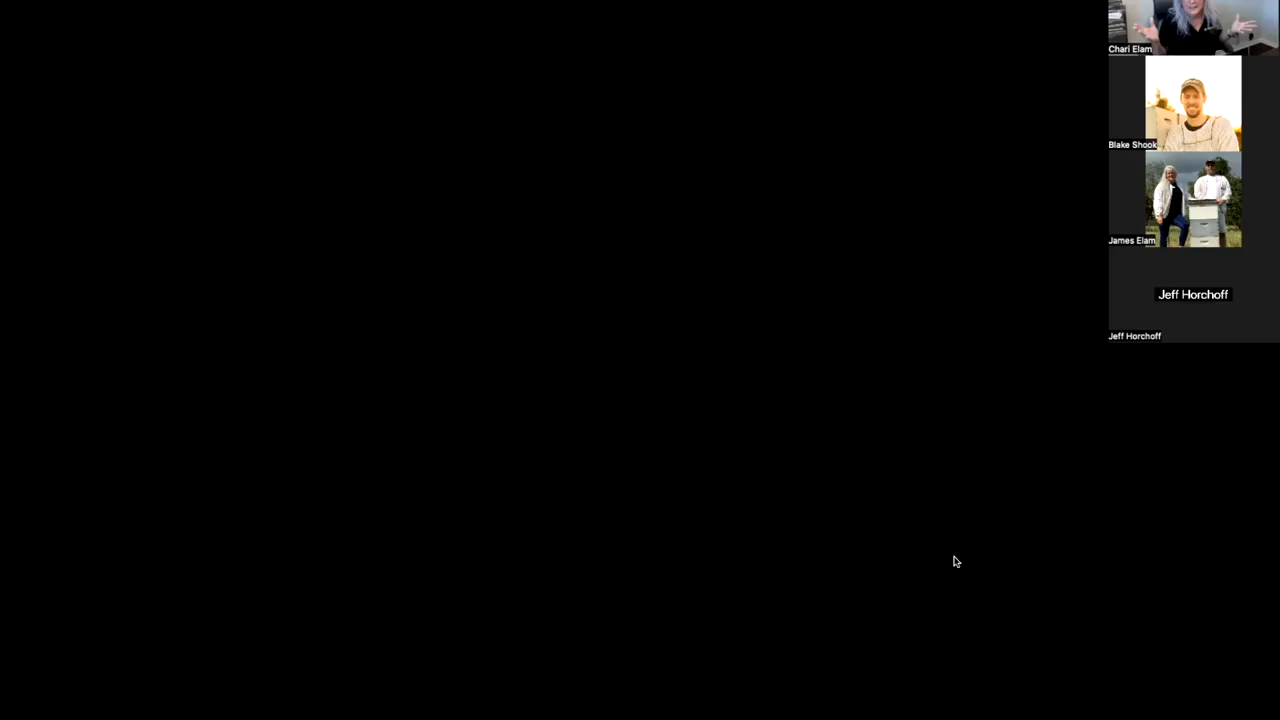 Chari Elam
Blake Shook
James Elam
Jeff Horchoff
Jeff Horchoff